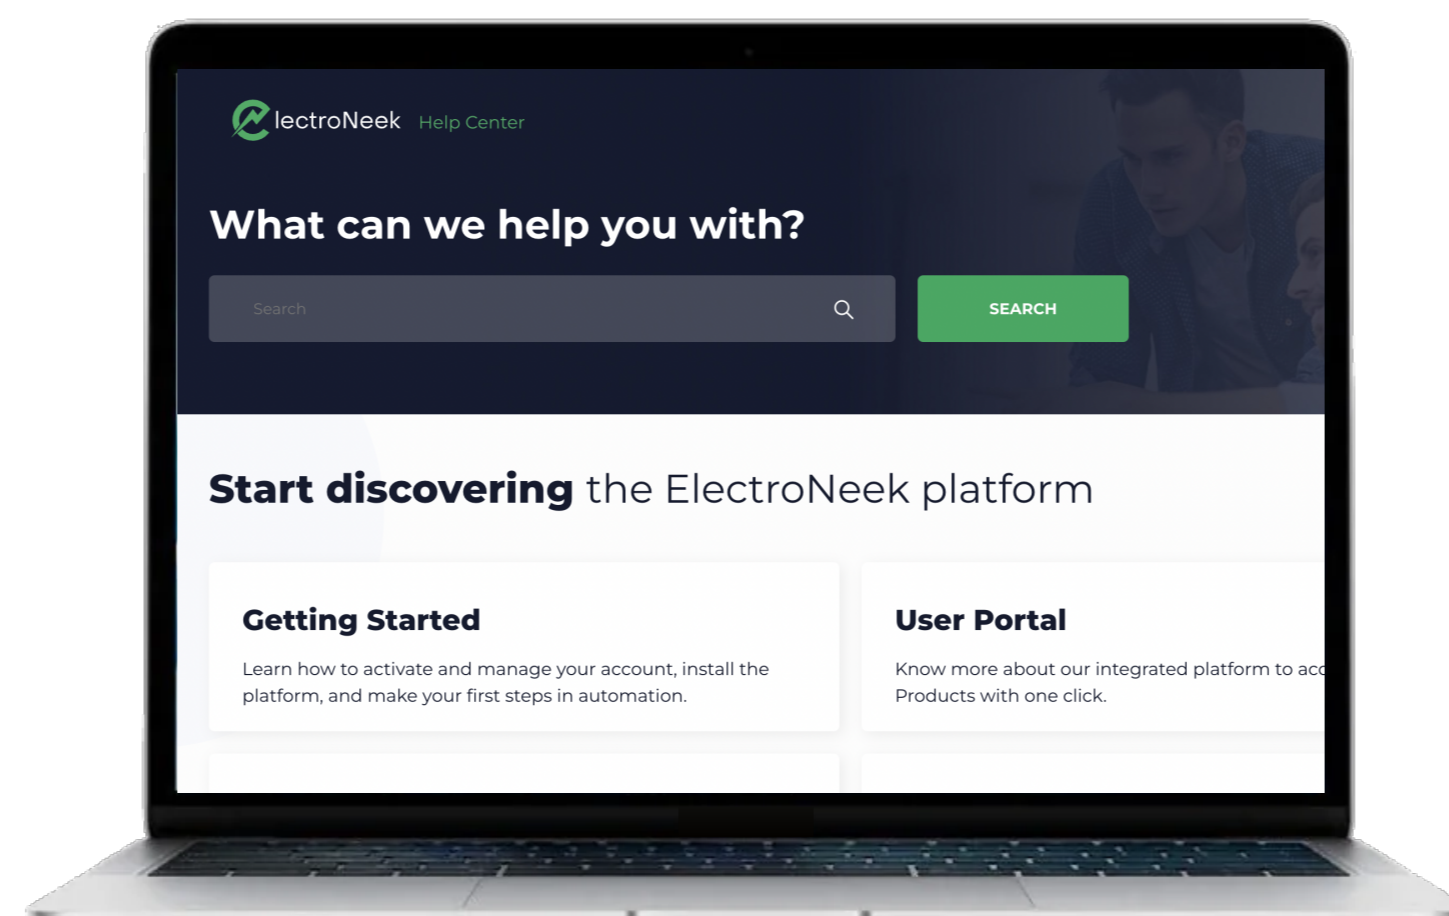 lectroNeek Help Center
What can we help you with?
Search
SEARCH
Start discovering the ElectroNeek platform
Getting Started
Learn how to activate and manage your account, install the
platform, and make your first steps in automation.
User Portal
Know more about our integrated platform to acc
Products with one click.